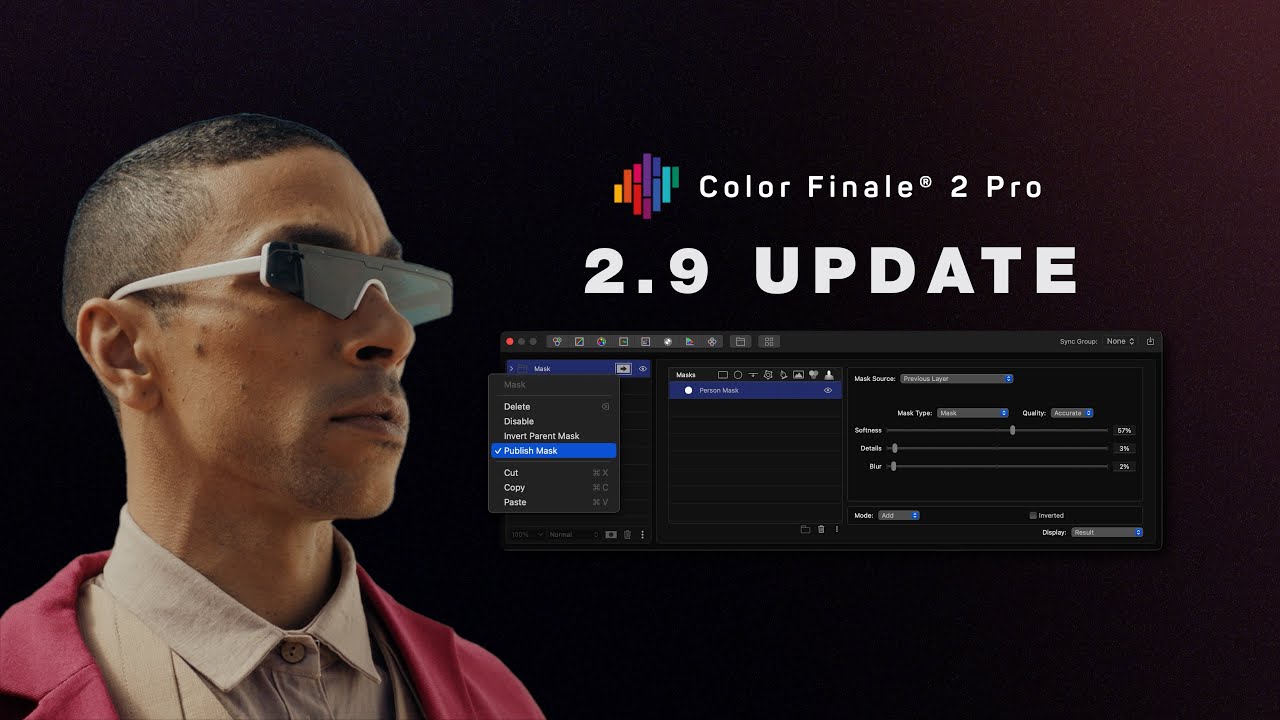 Color Finale® 2 Pro
2.9 UPDATE
Sync Group: None
Mask
Mask
Delete
Disable
Invert Parent Mask
✓ Publish Mask
Cut ⌘ X
Copy ⌘ C
Paste ⌘ V
100% Normal
Masks
Person Mask
Mask Source: Previous Layer
Mask Type: Mask Quality: Accurate
Softness 57%
Details 3%
Blur 2%
Mode: Add Inverted
Display: Result